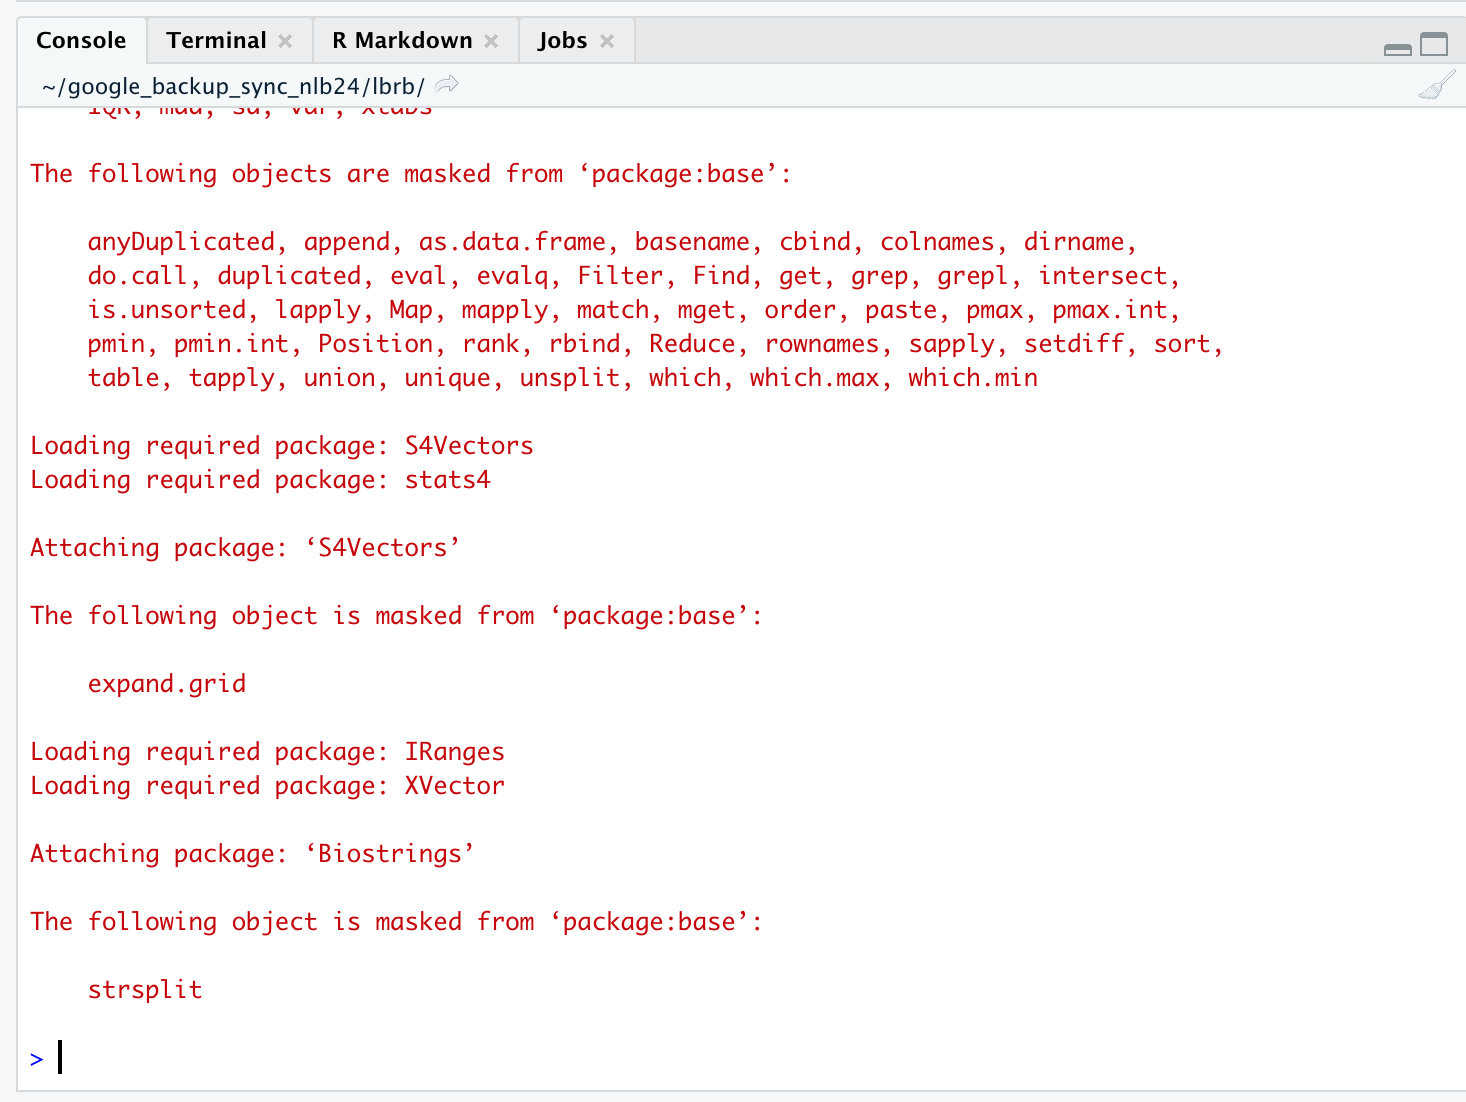 Console Terminal R Markdown Jobs
~/google_backup_sync_nlb24/lbrb/
IQR, mad, sd, var, xtabs
The following objects are masked from ‘package:base’:
anyDuplicated, append, as.data.frame, basename, cbind, colnames, dirname,
do.call, duplicated, eval, evalq, Filter, Find, get, grep, grepl, intersect,
is.unsorted, lapply, Map, mapply, match, mget, order, paste, pmax, pmax.int,
pmin, pmin.int, Position, rank, rbind, Reduce, rownames, sapply, setdiff, sort,
table, tapply, union, unique, unsplit, which, which.max, which.min
Loading required package: S4Vectors
Loading required package: stats4
Attaching package: ‘S4Vectors’
The following object is masked from ‘package:base’:
expand.grid
Loading required package: IRanges
Loading required package: XVector
Attaching package: ‘Biostrings’
The following object is masked from ‘package:base’:
strsplit
>